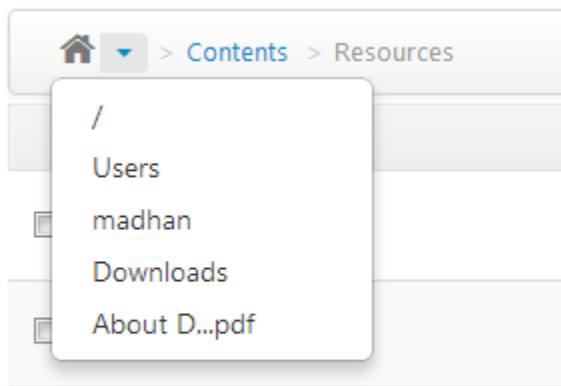 > Contents > Resources
/
Users
madhan
Downloads
About D...pdf